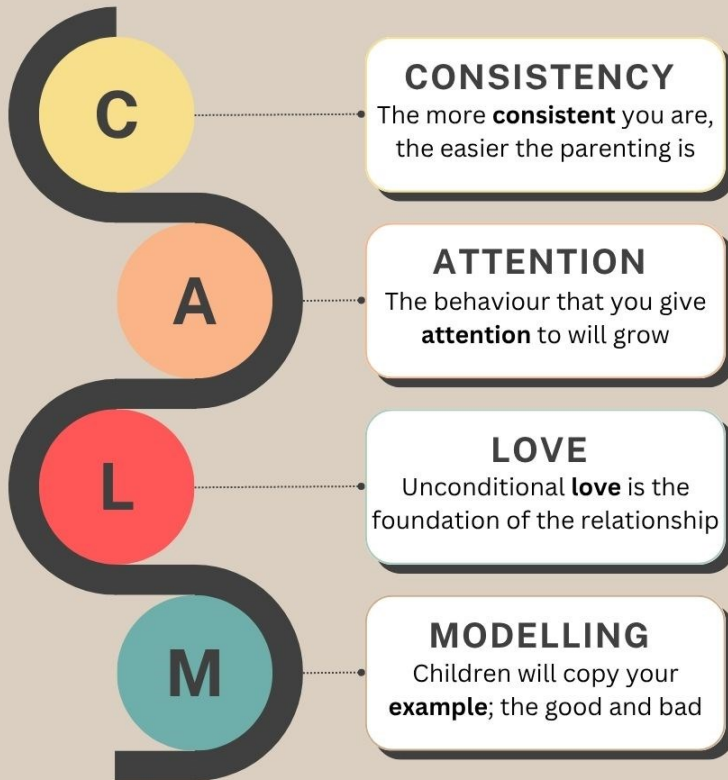 C
CONSISTENCY
The more consistent you are,
the easier the parenting is
A
ATTENTION
The behaviour that you give
attention to will grow
L
LOVE
Unconditional love is the
foundation of the relationship
M
MODELLING
Children will copy your
example; the good and bad